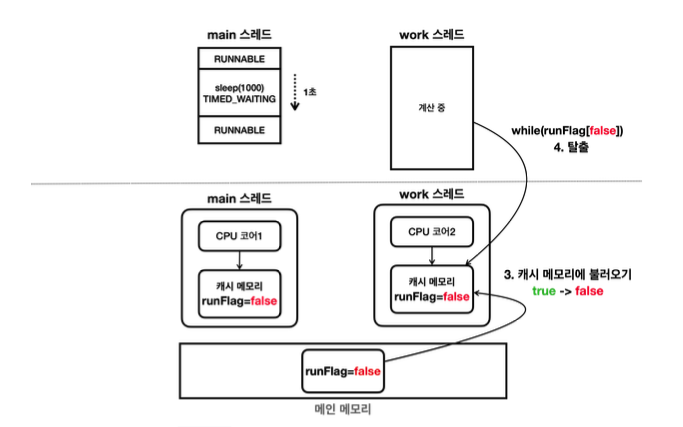 main 스레드
work 스레드
RUNNABLE
sleep(1000)
TIMED_WAITING
1초
RUNNABLE
계산 중
while(runFlag[false])
4. 탈출
main 스레드
work 스레드
CPU 코어1
CPU 코어2
캐시 메모리
runFlag=false
캐시 메모리
runFlag=false
3. 캐시 메모리에 불러오기
true -> false
runFlag=false
메인 메모리